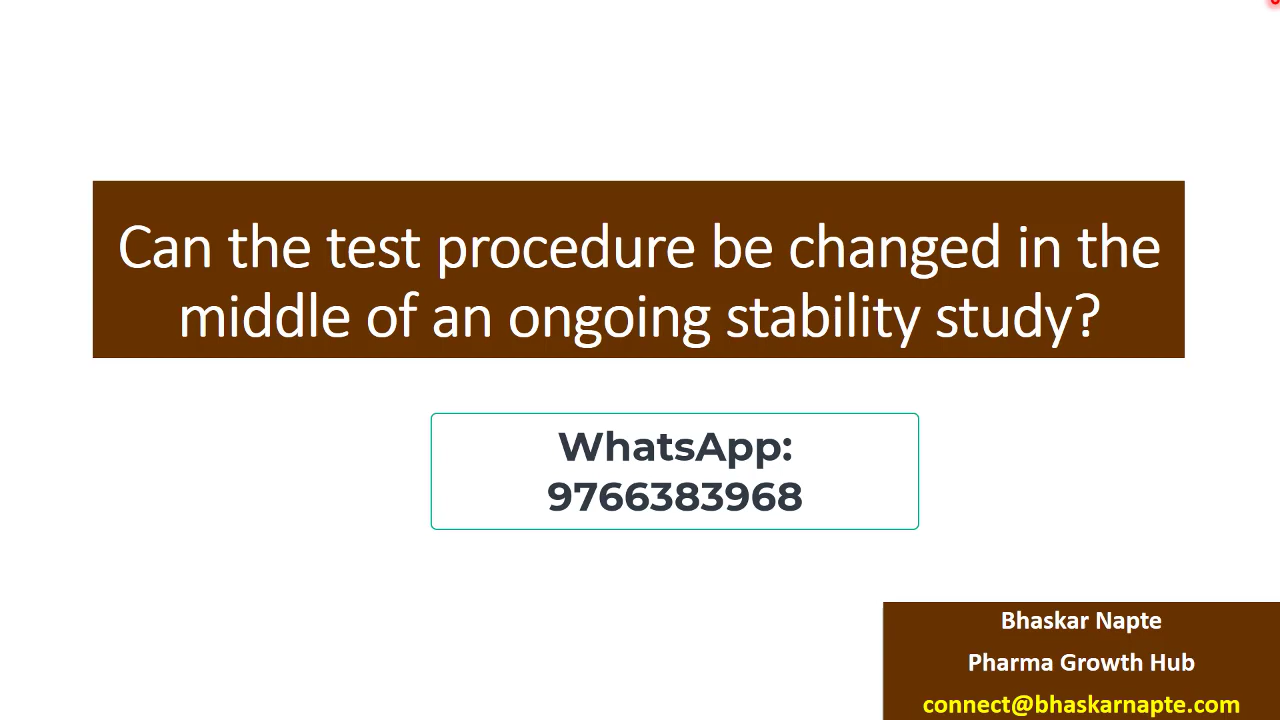 Can the test procedure be changed in the
middle of an ongoing stability study?
WhatsApp:
9766383968
Bhaskar Napte
Pharma Growth Hub
connect@bhaskarnapte.com